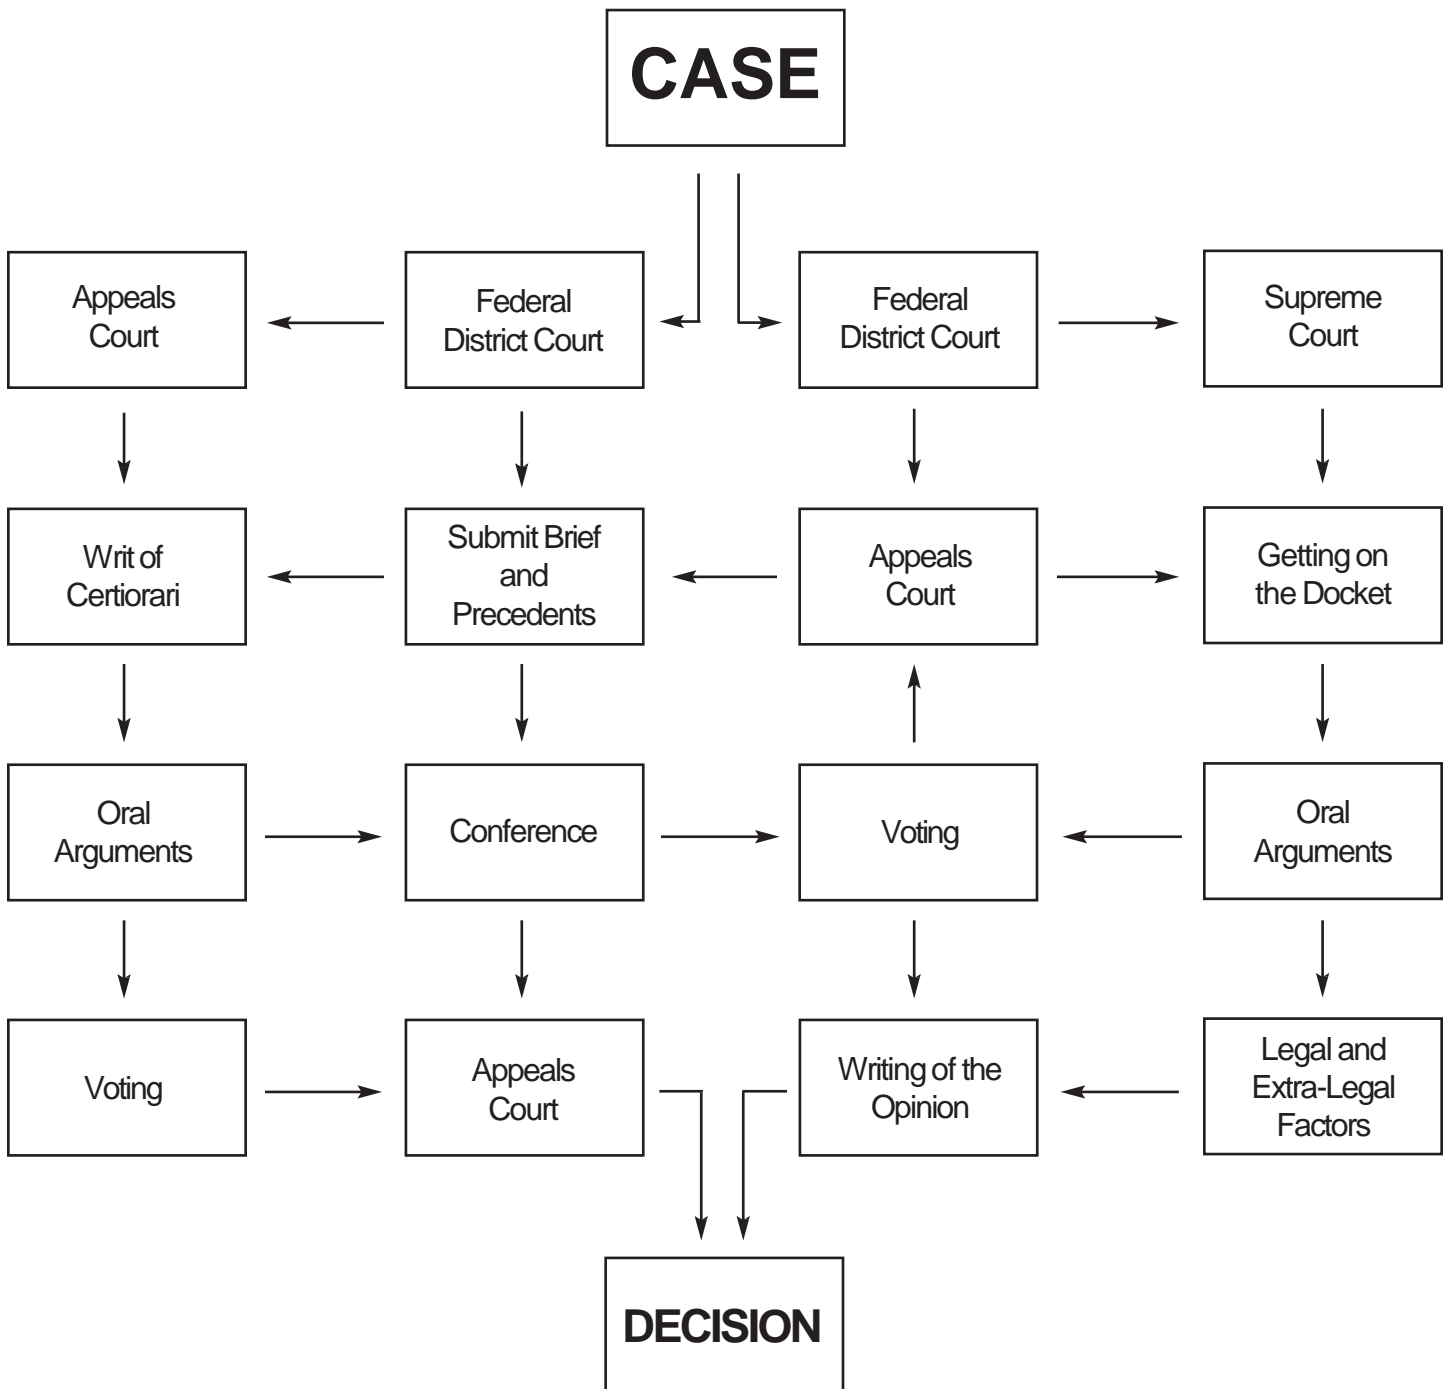 CASE
Appeals
Court
Federal
District Court
Federal
District Court
Supreme
Court
Writ of
Certiorari
Submit Brief
and
Precedents
Appeals
Court
Getting on
the Docket
Oral
Arguments
Conference
Voting
Oral
Arguments
Voting
Appeals
Court
Writing of the
Opinion
Legal and
Extra-Legal
Factors
DECISION